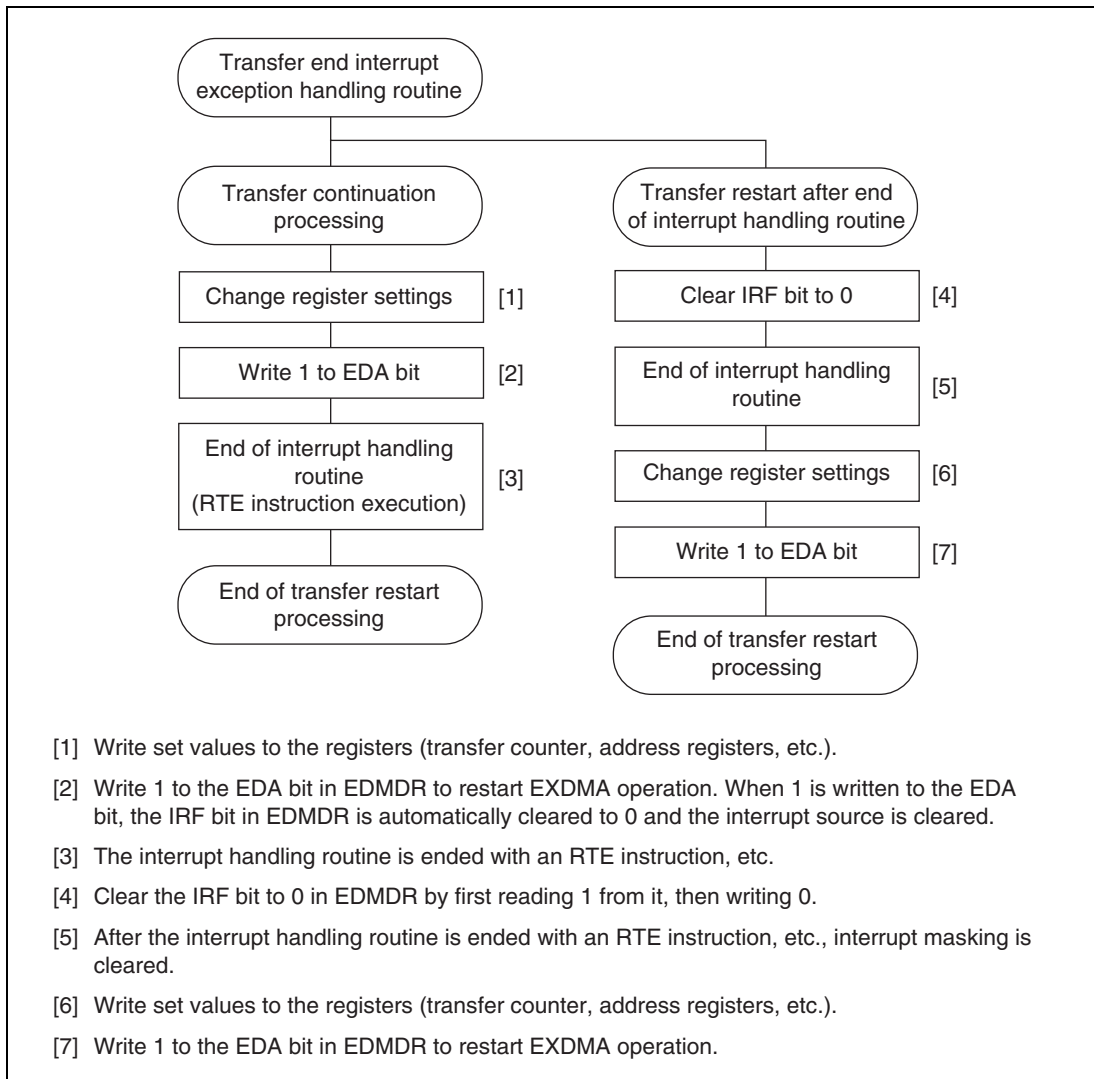 Transfer end interrupt
exception handling routine
Transfer continuation
processing
Change register settings [1]
Write 1 to EDA bit [2]
End of interrupt handling
routine
(RTE instruction execution) [3]
End of transfer restart
processing
Transfer restart after end
of interrupt handling routine
Clear IRF bit to 0 [4]
End of interrupt handling
routine [5]
Change register settings [6]
Write 1 to EDA bit [7]
End of transfer restart
processing
[1] Write set values to the registers (transfer counter, address registers, etc.).
[2] Write 1 to the EDA bit in EDMDR to restart EXDMA operation. When 1 is written to the EDA
bit, the IRF bit in EDMDR is automatically cleared to 0 and the interrupt source is cleared.
[3] The interrupt handling routine is ended with an RTE instruction, etc.
[4] Clear the IRF bit to 0 in EDMDR by first reading 1 from it, then writing 0.
[5] After the interrupt handling routine is ended with an RTE instruction, etc., interrupt masking is
cleared.
[6] Write set values to the registers (transfer counter, address registers, etc.).
[7] Write 1 to the EDA bit in EDMDR to restart EXDMA operation.